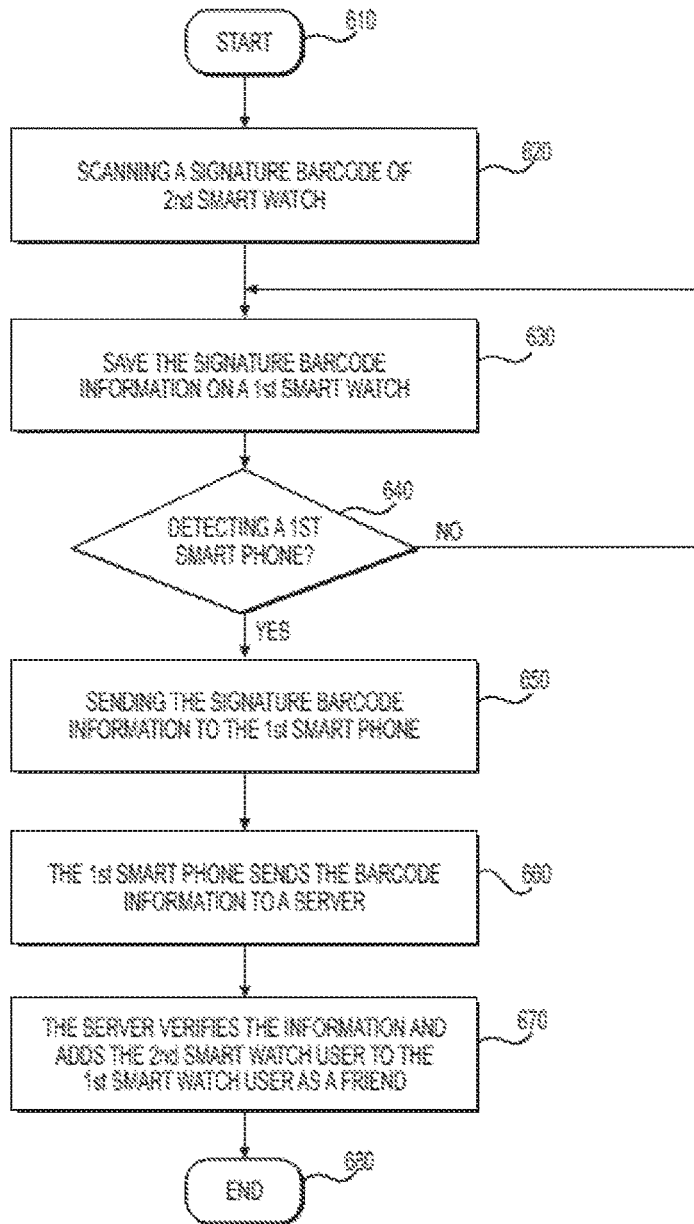 START
610
SCANNING A SIGNATURE BARCODE OF
2nd SMART WATCH
620
SAVE THE SIGNATURE BARCODE
INFORMATION ON A 1st SMART WATCH
630
DETECTING A 1ST
SMART PHONE?
640
NO
YES
SENDING THE SIGNATURE BARCODE
INFORMATION TO THE 1st SMART PHONE
650
THE 1st SMART PHONE SENDS THE BARCODE
INFORMATION TO A SERVER
660
THE SERVER VERIFIES THE INFORMATION AND
ADDS THE 2nd SMART WATCH USER TO THE
1st SMART WATCH USER AS A FRIEND
670
END
680